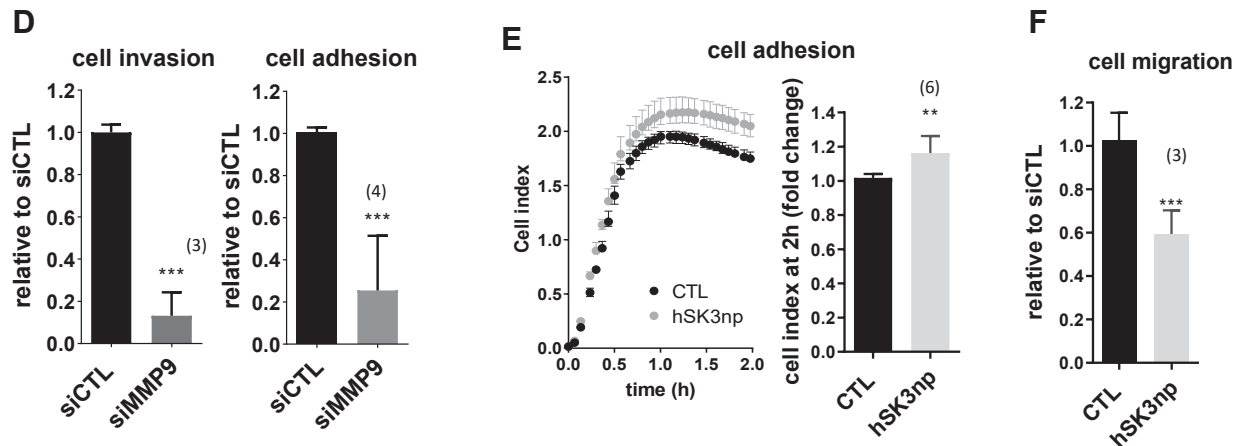 D
cell invasion
relative to siCTL
1.2
1.0
0.8
0.6
0.4
0.2
0.0
(3)
***
siCTL
siMMP9
cell adhesion
relative to siCTL
1.2
1.0
0.8
0.6
0.4
0.2
0.0
(4)
***
siCTL
siMMP9
E
cell adhesion
Cell index
2.5
2.0
1.5
1.0
0.5
0.0
CTL
hSK3np
0.0 0.5 1.0 1.5 2.0
time (h)
cell index at 2h (fold change)
1.4
1.2
1.0
0.8
0.6
0.4
0.2
0.0
(6)
**
CTL
hSK3np
F
cell migration
relative to siCTL
1.2
1.0
0.8
0.6
0.4
0.2
0.0
(3)
***
CTL
hSK3np